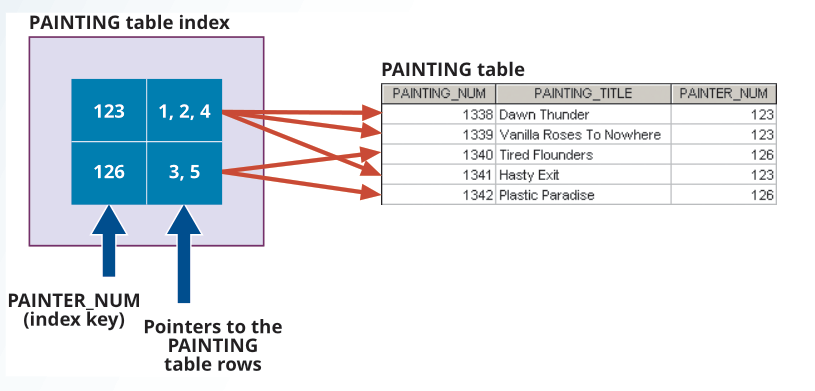 PAINTING table index
123 1, 2, 4
126 3, 5
PAINTER_NUM
(index key)
Pointers to the
PAINTING
table rows
PAINTING table
PAINTING_NUM PAINTING_TITLE PAINTER_NUM
1338 Dawn Thunder 123
1339 Vanilla Roses To Nowhere 123
1340 Tired Flounders 126
1341 Hasty Exit 123
1342 Plastic Paradise 126